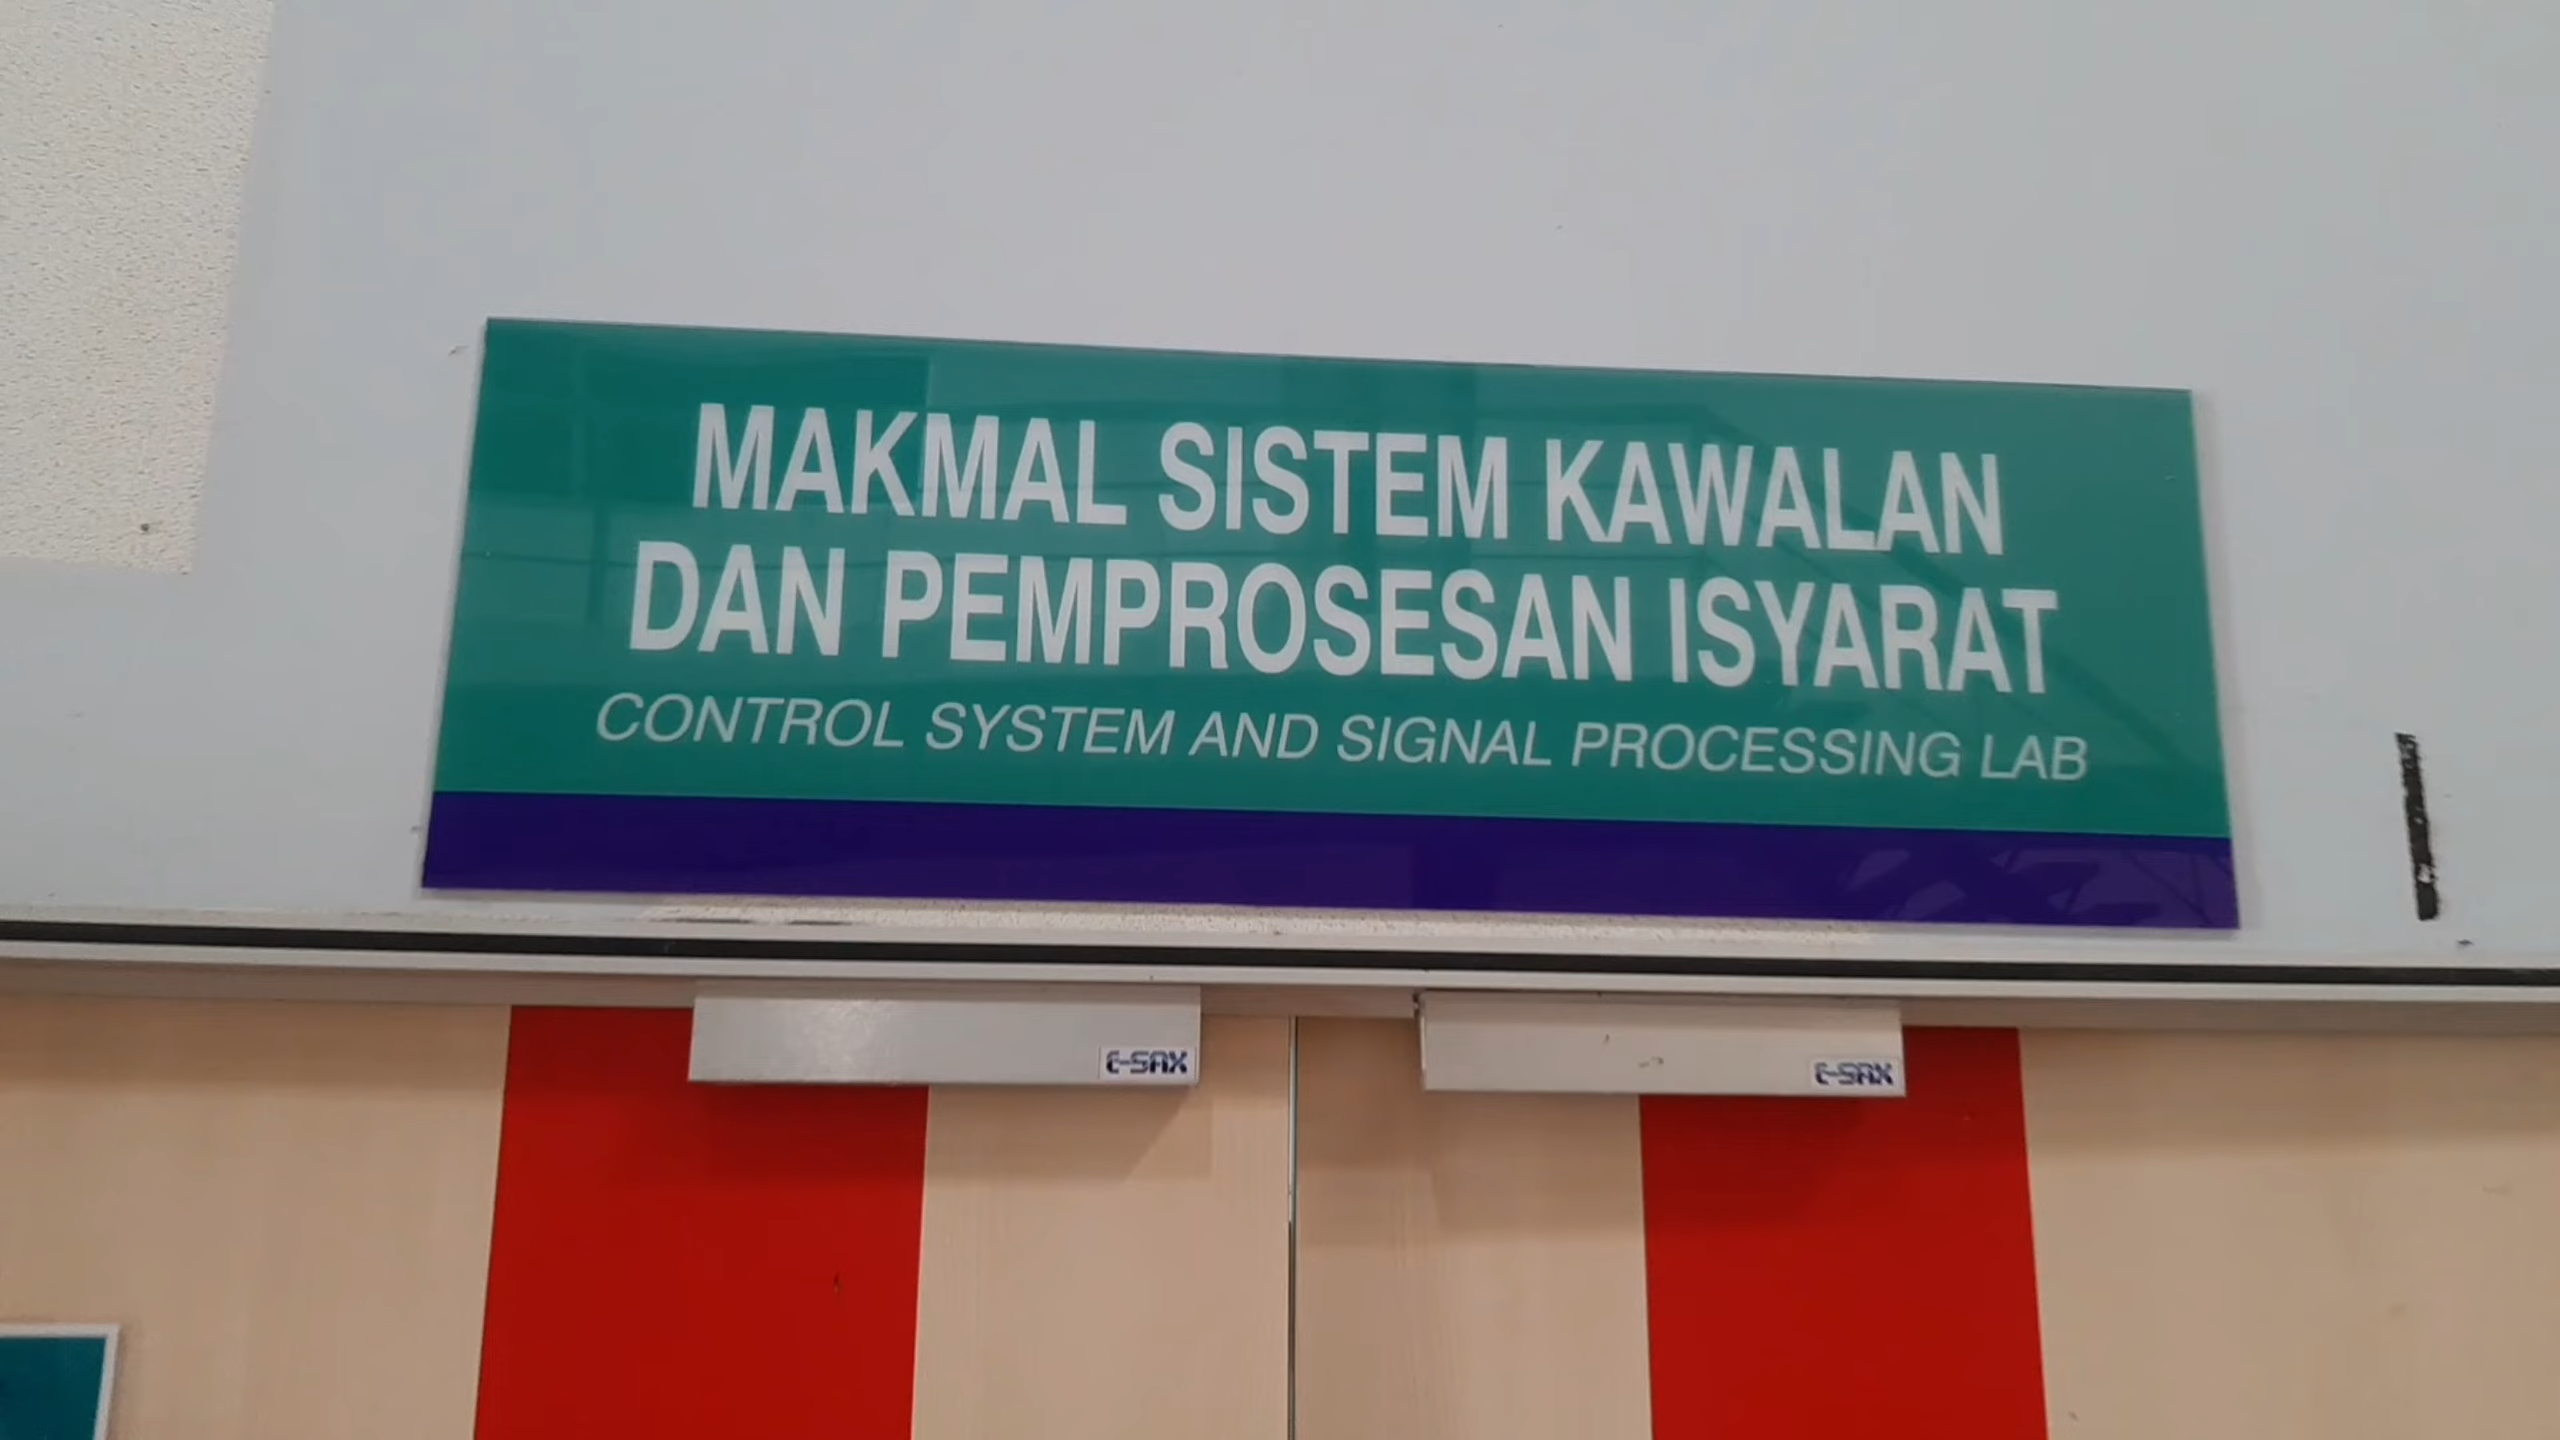 MAKMAL SISTEM KAWALAN
DAN PEMPROSESAN ISYARAT
CONTROL SYSTEM AND SIGNAL PROCESSING LAB
E-SAX E-SAX